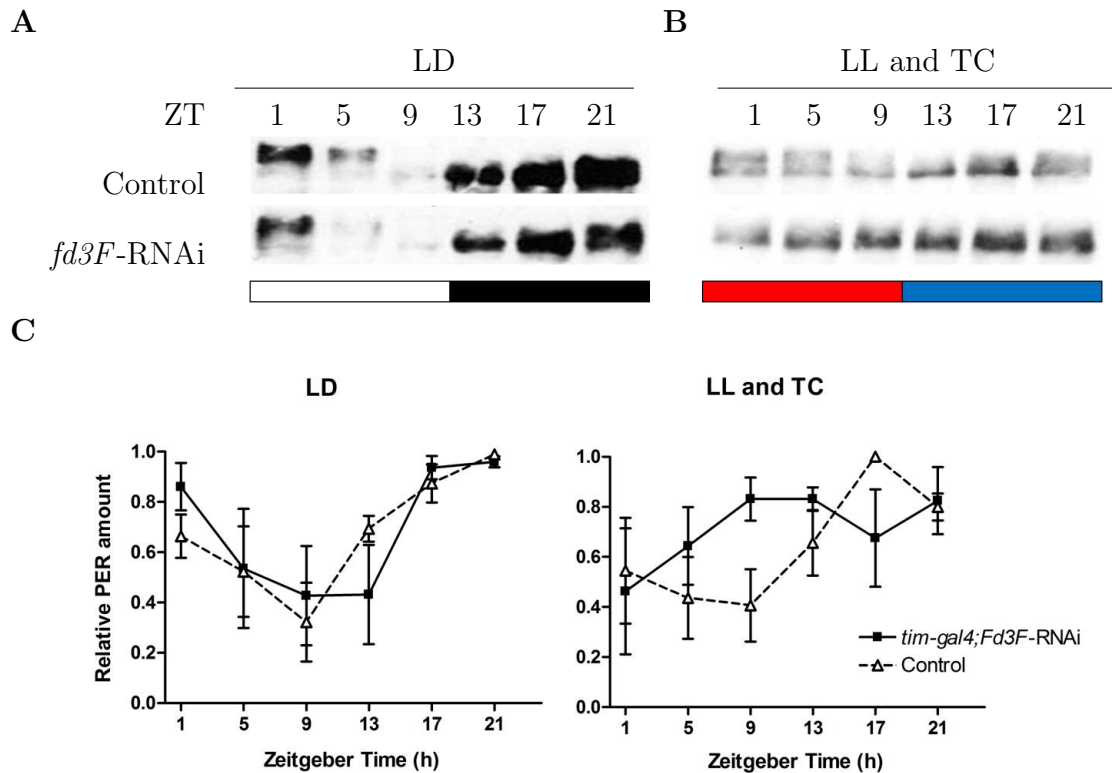 A
B
LD
LL and TC
ZT 1 5 9 13 17 21
1 5 9 13 17 21
Control
fd3F-RNAi
C
LD
LL and TC
Relative PER amount
1.0
0.8
0.6
0.4
0.2
0.0
1 5 9 13 17 21
Zeitgeber Time (h)
1.0
0.8
0.6
0.4
0.2
0.0
1 5 9 13 17 21
Zeitgeber Time (h)
tim-gal4;Fd3F-RNAi
Control